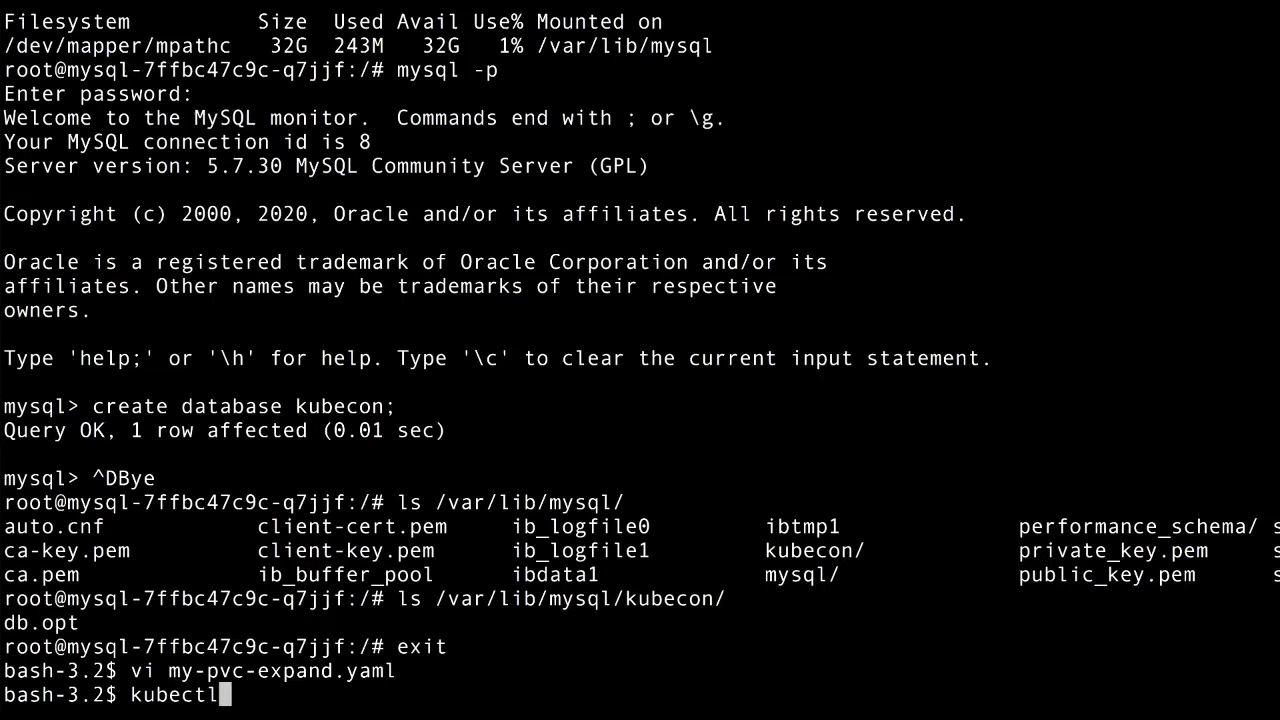 Filesystem Size Used Avail Use% Mounted on
/dev/mapper/mpathc 32G 243M 32G 1% /var/lib/mysql
root@mysql-7ffbc47c9c-q7jjf:/# mysql -p
Enter password:
Welcome to the MySQL monitor. Commands end with ; or \g.
Your MySQL connection id is 8
Server version: 5.7.30 MySQL Community Server (GPL)
Copyright (c) 2000, 2020, Oracle and/or its affiliates. All rights reserved.
Oracle is a registered trademark of Oracle Corporation and/or its
affiliates. Other names may be trademarks of their respective
owners.
Type 'help;' or '\h' for help. Type '\c' to clear the current input statement.
mysql> create database kubecon;
Query OK, 1 row affected (0.01 sec)
mysql> ^DBye
root@mysql-7ffbc47c9c-q7jjf:/# ls /var/lib/mysql/
auto.cnf client-cert.pem ib_logfile0 ibtmp1 performance_schema/ s
ca-key.pem client-key.pem ib_logfile1 kubecon/ private_key.pem s
ca.pem ib_buffer_pool ibdata1 mysql/ public_key.pem s
root@mysql-7ffbc47c9c-q7jjf:/# ls /var/lib/mysql/kubecon/
db.opt
root@mysql-7ffbc47c9c-q7jjf:/# exit
bash-3.2$ vi my-pvc-expand.yaml
bash-3.2$ kubectl